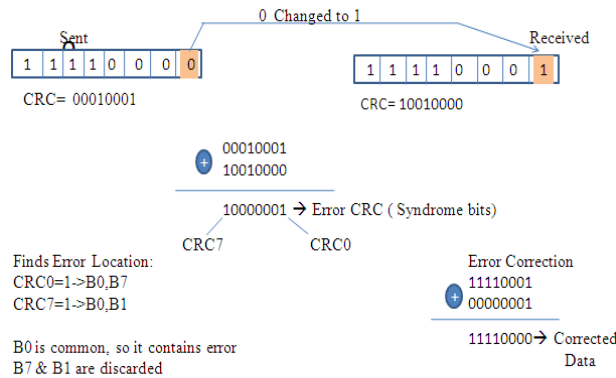 0 Changed to 1
Sent
Received
1 1 1 1 0 0 0 0
1 1 1 1 0 0 0 1
CRC= 00010001
CRC= 10010000
00010001
+ 10010000
10000001 → Error CRC ( Syndrome bits)
CRC7 CRC0
Finds Error Location:
CRC0=1->B0,B7
CRC7=1->B0,B1
B0 is common, so it contains error
B7 & B1 are discarded
Error Correction
11110001
+ 00000001
11110000→ Corrected
Data